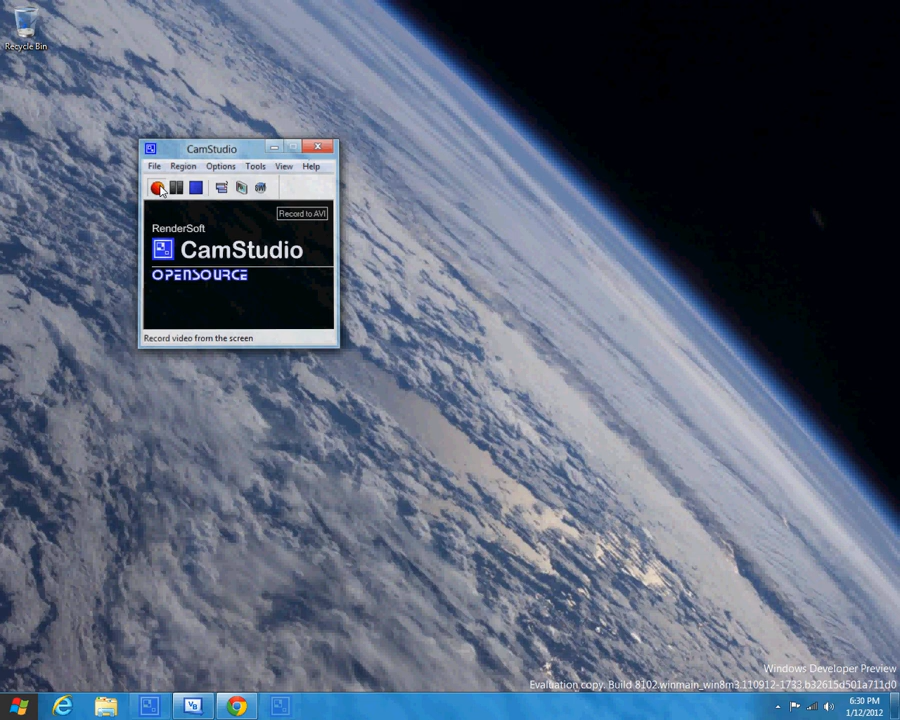 Recycle Bin
CamStudio
File Region Options Tools View Help
Record to AVI
RenderSoft
CamStudio
OPENSOURCE
Record video from the screen
Windows Developer Preview
Evaluation copy. Build 8102.winmain_win8m3.110912-1733.b32615d501a711d0
VB
6:30 PM
1/12/2012